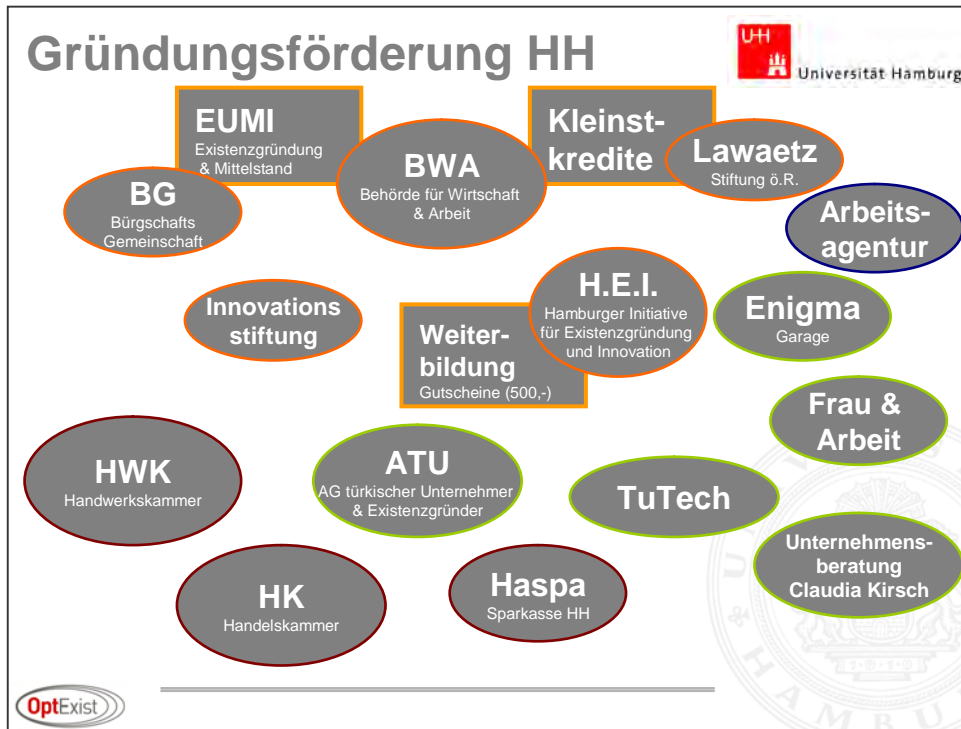 Gründungsförderung HH
UHH
Universität Hamburg
EUMI
Existenzgründung
& Mittelstand
BWA
Behörde für Wirtschaft
& Arbeit
Kleinst-
kredite
Lawaetz
Stiftung ö.R.
BG
Bürgschafts
Gemeinschaft
Arbeits-
agentur
Innovations
stiftung
Weiter-
bildung
Gutscheine (500,-)
H.E.I.
Hamburger Initiative
für Existenzgründung
und Innovation
Enigma
Garage
Frau &
Arbeit
HWK
Handwerkskammer
ATU
AG türkischer Unternehmer
& Existenzgründer
TuTech
Unternehmens-
beratung
Claudia Kirsch
HK
Handelskammer
Haspa
Sparkasse HH
OptExist